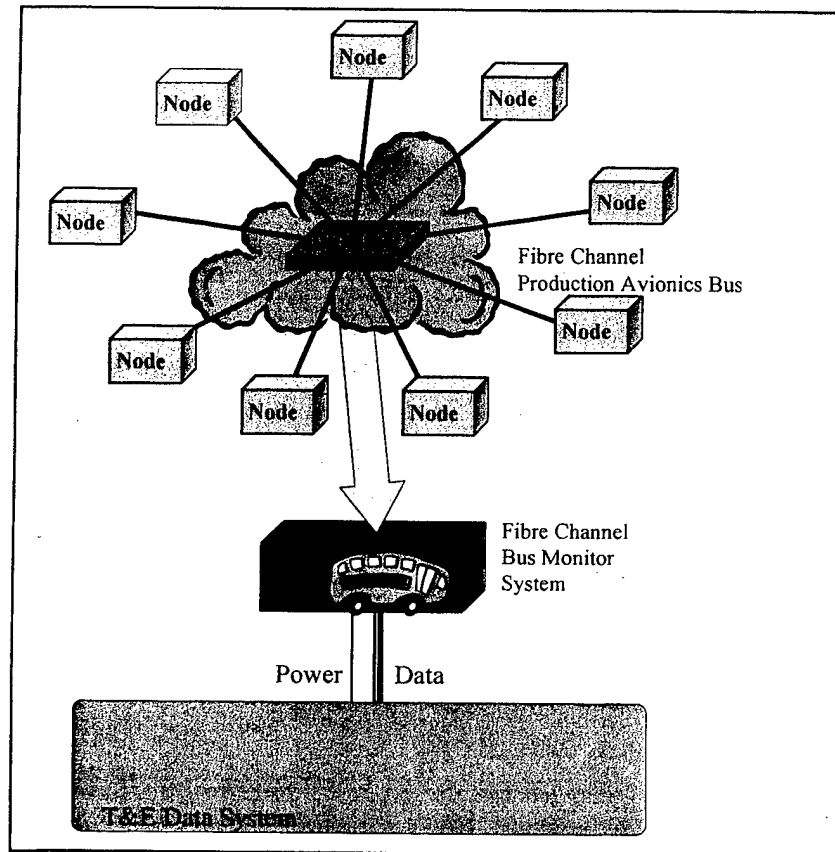 Node
Node
Node
Node
Node
Fibre Channel
Production Avionics Bus
Node
Node
Node
Node
Fibre Channel
Bus Monitor
System
Power
Data
T&E Data System